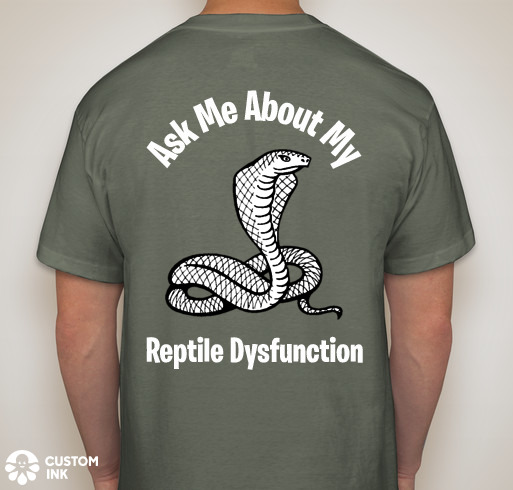 Ask Me About My
Reptile Dysfunction
CUSTOM
INK